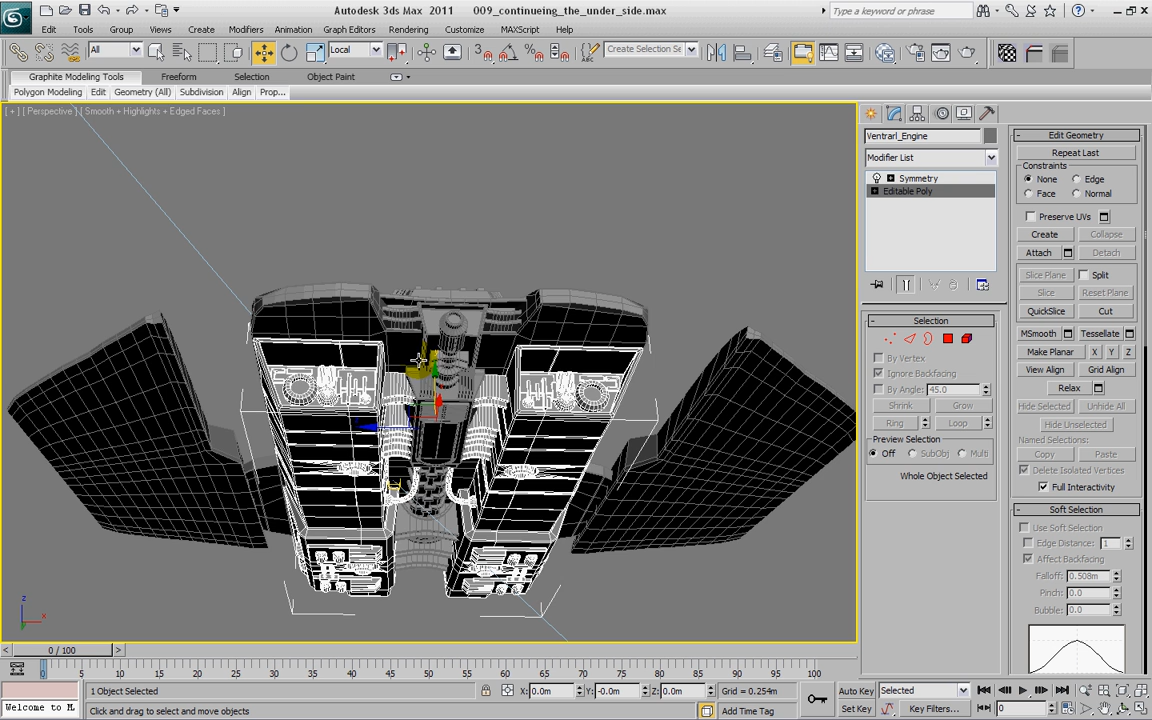 Autodesk 3ds Max 2011 009_continueing_the_under_side.max
Type a keyword or phrase
Edit Tools Group Views Create Modifiers Animation Graph Editors Rendering Customize MAXScript Help
All Local Create Selection Se
Graphite Modeling Tools Freeform Selection Object Paint
Polygon Modeling Edit Geometry (All) Subdivision Align Prop...
[ + ] [ Perspective ] [ Smooth + Highlights + Edged Faces ]
Ventrarl_Engine
Modifier List
Symmetry
Editable Poly
Selection
By Vertex
Ignore Backfacing
By Angle: 45.0
Shrink Grow
Ring Loop
Preview Selection
Off SubObj Multi
Whole Object Selected
Edit Geometry
Repeat Last
Constraints
None Edge
Face Normal
Preserve UVs
Create Collapse
Attach Detach
Slice Plane Split
Slice Reset Plane
QuickSlice Cut
MSmooth Tessellate
Make Planar X Y Z
View Align Grid Align
Relax
Hide Selected Unhide All
Hide Unselected
Named Selections:
Copy Paste
Delete Isolated Vertices
Full Interactivity
Soft Selection
Use Soft Selection
Edge Distance: 1
Affect Backfacing
Falloff: 0.508m
Pinch: 0.0
Bubble: 0.0
z
x
y
< 0 / 100 >
0 5 10 15 20 25 30 35 40 45 50 55 60 65 70 75 80 85 90 95 100
1 Object Selected X: 0.0m Y: -0.0m Z: 0.0m Grid = 0.254m Auto Key Selected
Welcome to M Click and drag to select and move objects Add Time Tag Set Key Key Filters... 0